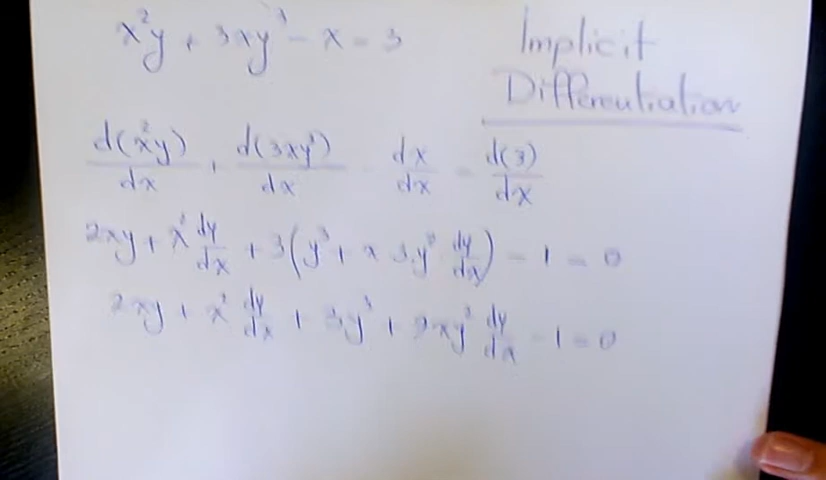 x²y + 3xy³ - x = 3
Implicit
Differentiation
d(x²y)/dx + d(3xy³)/dx - dx/dx = d(3)/dx
2xy + x² dy/dx + 3(y³ + x 3y² dy/dx) - 1 = 0
2xy + x² dy/dx + 3y³ + 9xy² dy/dx - 1 = 0